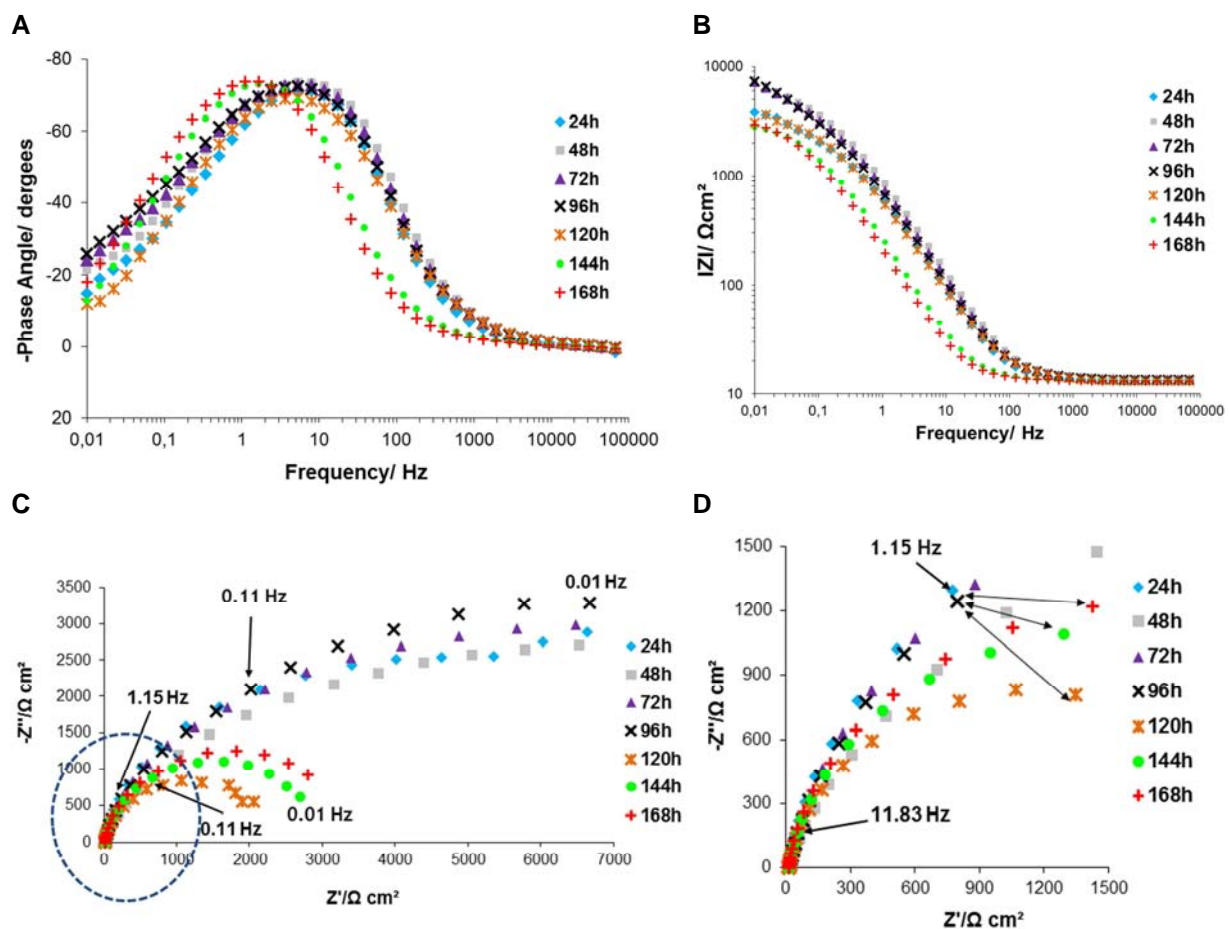 A
-Phase Angle/ dergees
-80
-60
-40
-20
0
20
0,01 0,1 1 10 100 1000 10000 100000
Frequency/ Hz
24h
48h
72h
96h
120h
144h
168h
B
IZI/ Ωcm²
10000
1000
100
10
0,01 0,1 1 10 100 1000 10000 100000
Frequency/ Hz
24h
48h
72h
96h
120h
144h
168h
C
-Z''/Ω cm²
3500
3000
2500
2000
1500
1000
500
0
0 1000 2000 3000 4000 5000 6000 7000
Z'/Ω cm²
0.11 Hz
0.01 Hz
1.15 Hz
0.11 Hz
0.01 Hz
24h
48h
72h
96h
120h
144h
168h
D
-Z''/Ω cm²
1500
1200
900
600
300
0
0 300 600 900 1200 1500
Z'/Ω cm²
1.15 Hz
11.83 Hz
24h
48h
72h
96h
120h
144h
168h